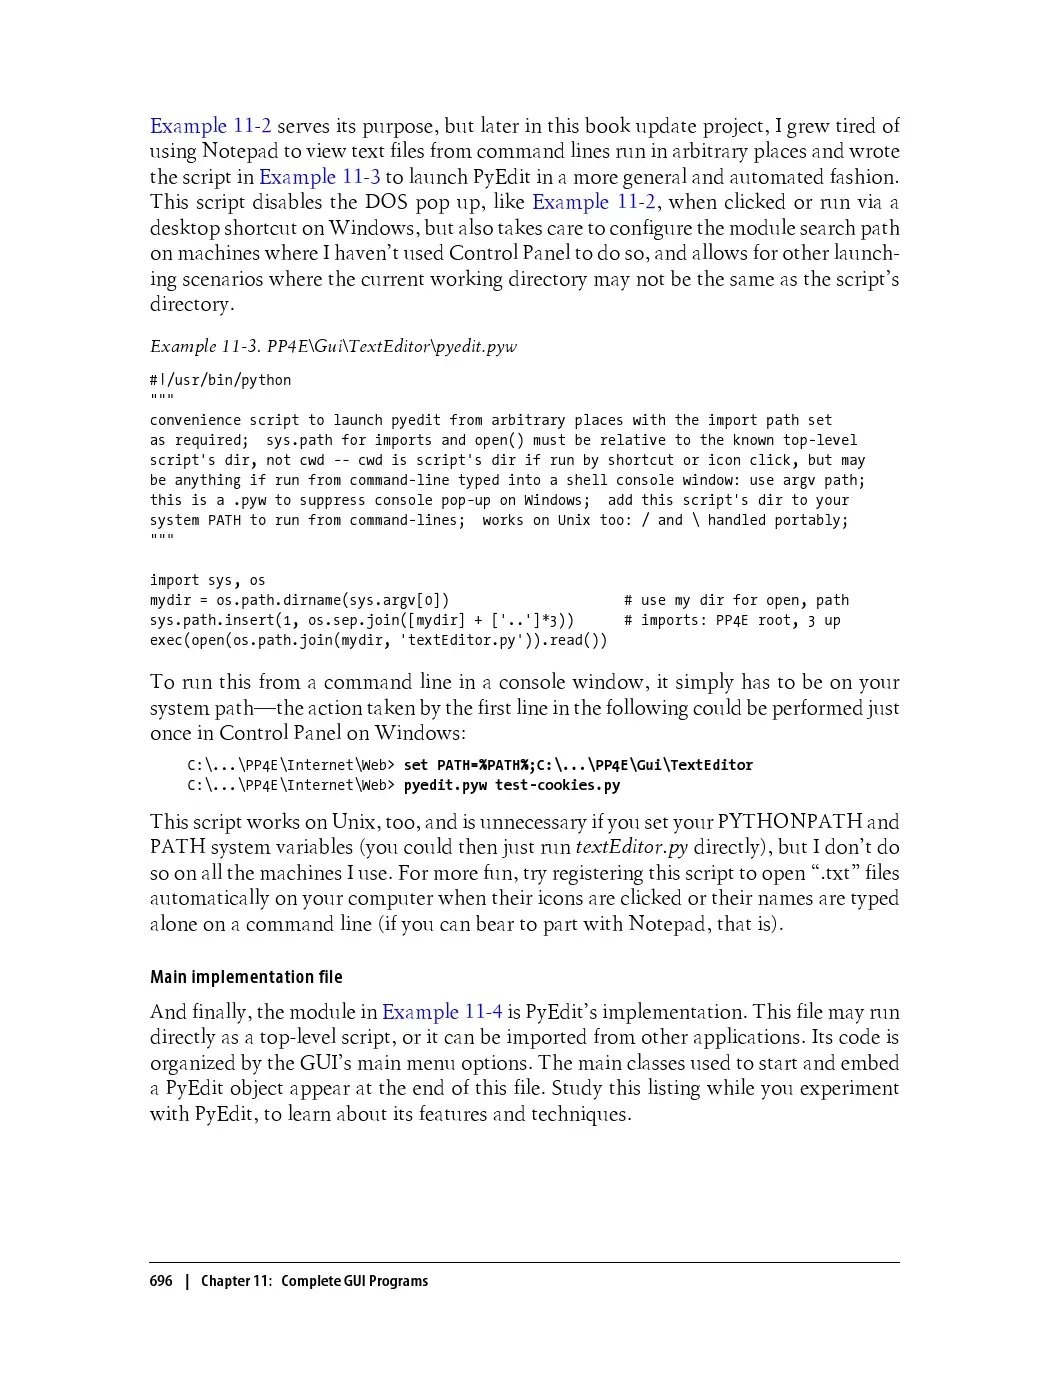 Example 11-2 serves its purpose, but later in this book update project, I grew tired of
using Notepad to view text files from command lines run in arbitrary places and wrote
the script in Example 11-3 to launch PyEdit in a more general and automated fashion.
This script disables the DOS pop up, like Example 11-2, when clicked or run via a
desktop shortcut on Windows, but also takes care to configure the module search path
on machines where I haven’t used Control Panel to do so, and allows for other launch-
ing scenarios where the current working directory may not be the same as the script’s
directory.
Example 11-3. PP4E\Gui\TextEditor\pyedit.pyw
#!/usr/bin/python
"""
convenience script to launch pyedit from arbitrary places with the import path set
as required;  sys.path for imports and open() must be relative to the known top-level
script's dir, not cwd -- cwd is script's dir if run by shortcut or icon click, but may
be anything if run from command-line typed into a shell console window: use argv path;
this is a .pyw to suppress console pop-up on Windows;  add this script's dir to your
system PATH to run from command-lines;  works on Unix too: / and \ handled portably;
"""
import sys, os
mydir = os.path.dirname(sys.argv[0])                     # use my dir for open, path
sys.path.insert(1, os.sep.join([mydir] + ['..']*3))      # imports: PP4E root, 3 up
exec(open(os.path.join(mydir, 'textEditor.py')).read())
To run this from a command line in a console window, it simply has to be on your
system path—the action taken by the first line in the following could be performed just
once in Control Panel on Windows:
C:\...\PP4E\Internet\Web> set PATH=%PATH%;C:\...\PP4E\Gui\TextEditor
C:\...\PP4E\Internet\Web> pyedit.pyw test-cookies.py
This script works on Unix, too, and is unnecessary if you set your PYTHONPATH and
PATH system variables (you could then just run textEditor.py directly), but I don’t do
so on all the machines I use. For more fun, try registering this script to open “.txt” files
automatically on your computer when their icons are clicked or their names are typed
alone on a command line (if you can bear to part with Notepad, that is).
Main implementation file
And finally, the module in Example 11-4 is PyEdit’s implementation. This file may run
directly as a top-level script, or it can be imported from other applications. Its code is
organized by the GUI’s main menu options. The main classes used to start and embed
a PyEdit object appear at the end of this file. Study this listing while you experiment
with PyEdit, to learn about its features and techniques.
696 | Chapter 11: Complete GUI Programs